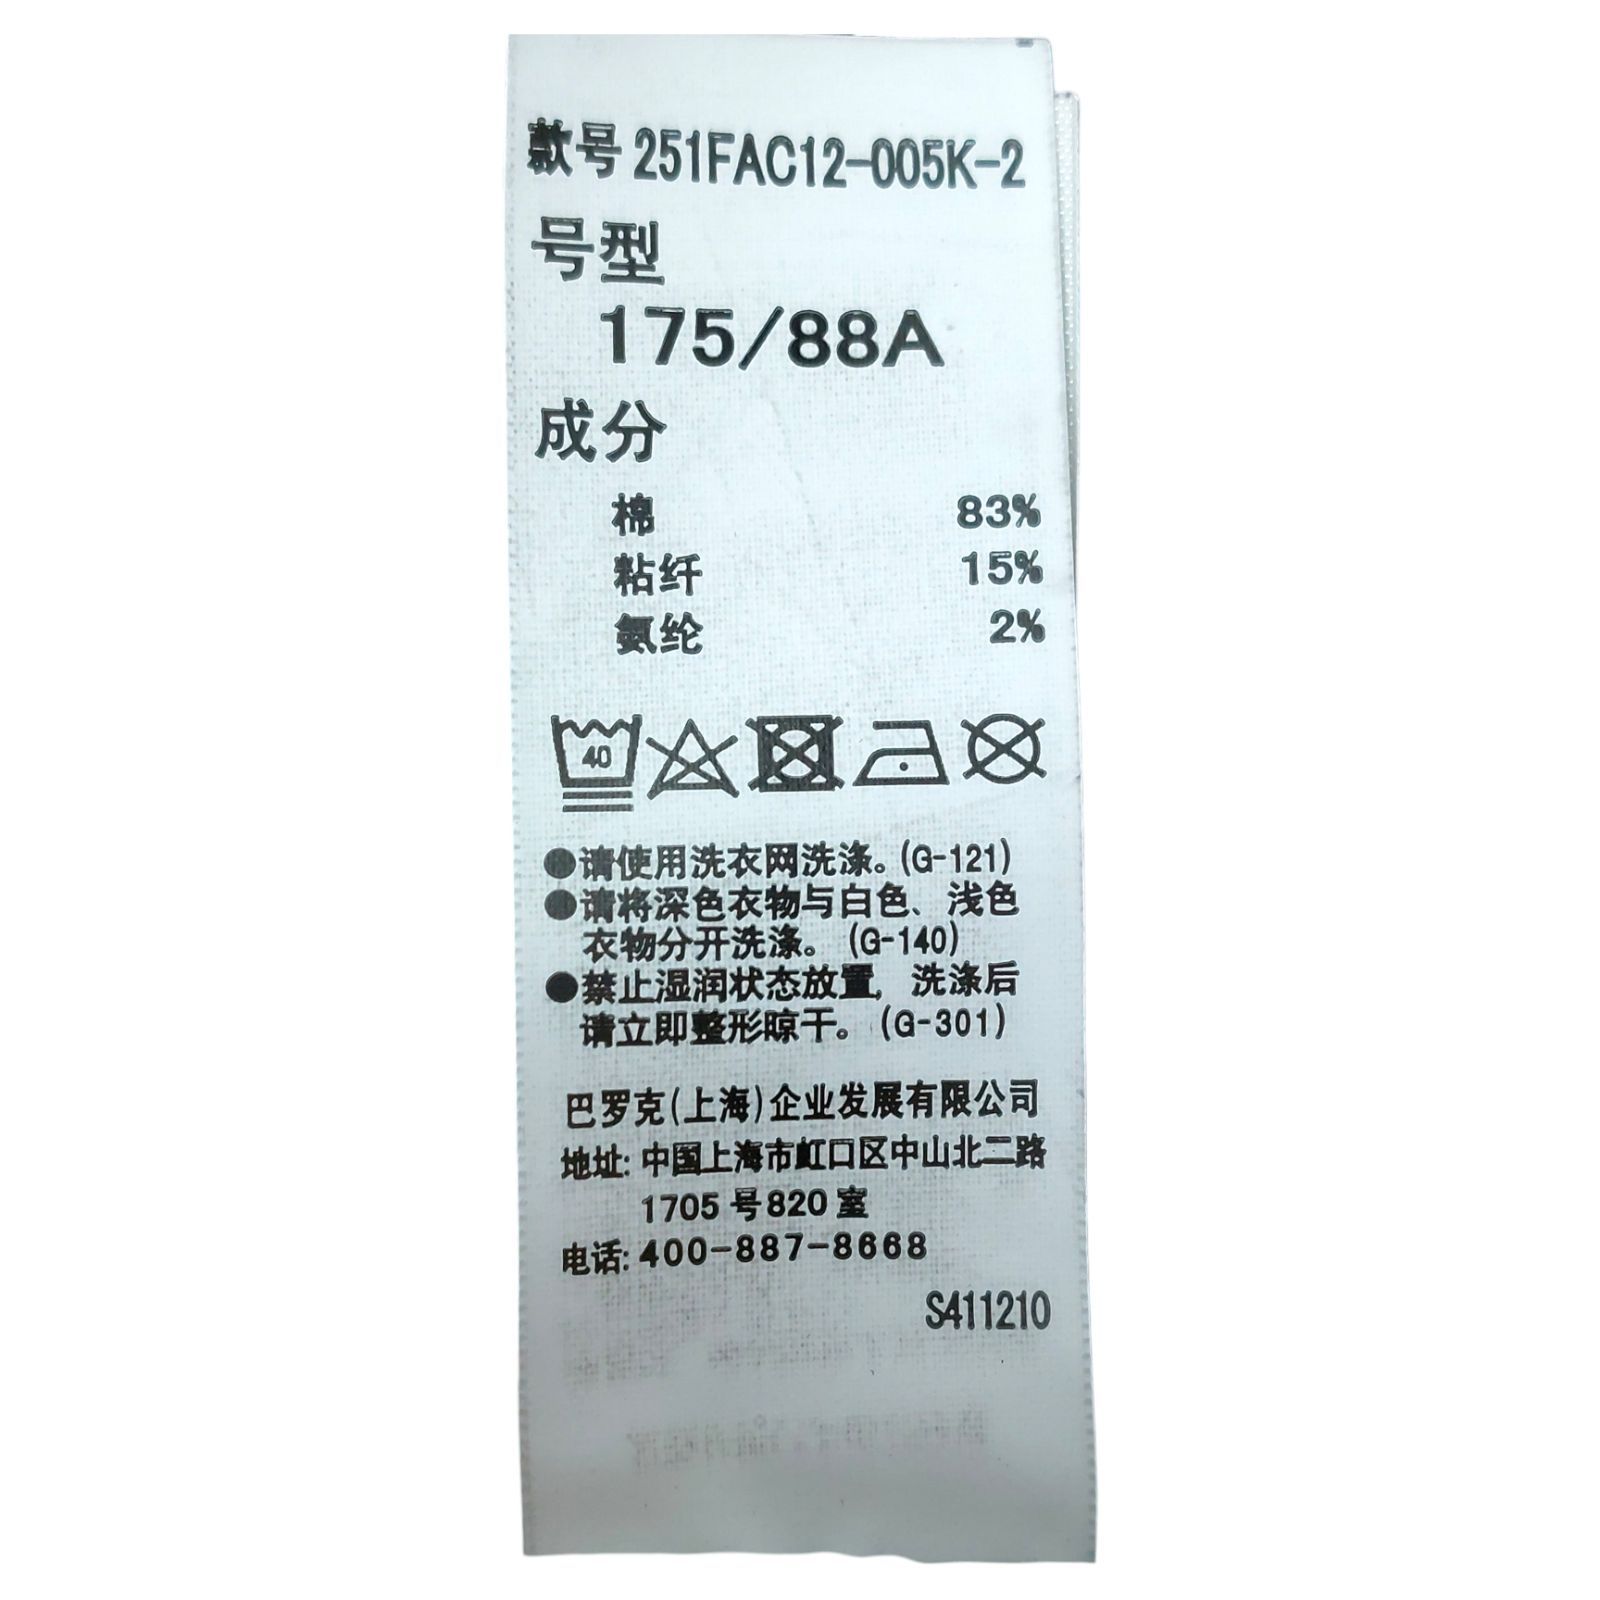 款号 251FAC12-005K-2
号型
175/88A
成分
棉 83%
粘纤 15%
氨纶 2%
40
●请使用洗衣网洗涤。(G-121)
●请将深色衣物与白色、浅色
衣物分开洗涤。(G-140)
●禁止湿润状态放置, 洗涤后
请立即整形晾干。(G-301)
巴罗克(上海)企业发展有限公司
地址: 中国上海市虹口区中山北二路
1705 号820 室
电话: 400-887-8668
S411210